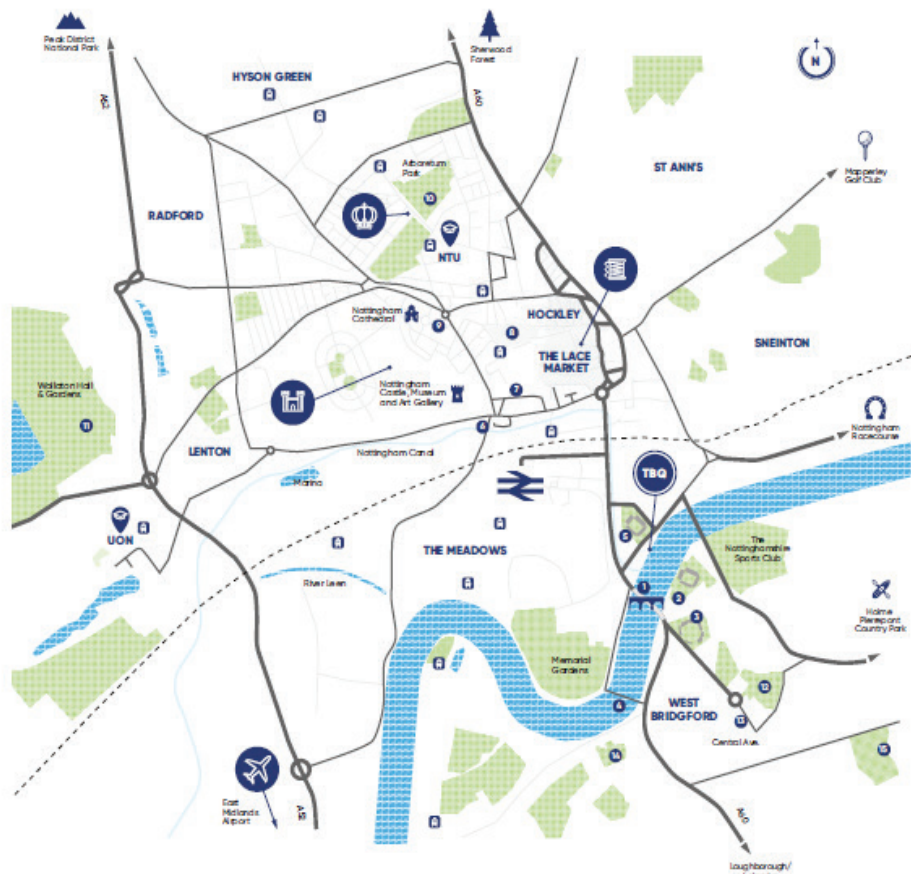 Peak District
National Park
Sherwood
Forest
N
HYSON GREEN
A60
ST ANN'S
Mapperley
Golf Club
Arboretum
Park
10
RADFORD
NTU
HOCKLEY
Nottingham
Cathedral
9
8
THE LACE
MARKET
SNEINTON
Wollaton Hall
& Gardens
11
Nottingham
Castle, Museum
and Art Gallery
7
6
Nottingham
Racecourse
LENTON
Nottingham Canal
TBQ
Marina
UON
5
The
Nottinghamshire
Sports Club
THE MEADOWS
River Leen
1
2
3
Holme
Pierrepont
Country Park
Memorial
Gardens
12
4
WEST
BRIDGFORD
13
Central Ave.
14
15
East
Midlands
Airport
A52
A60
Loughborough/